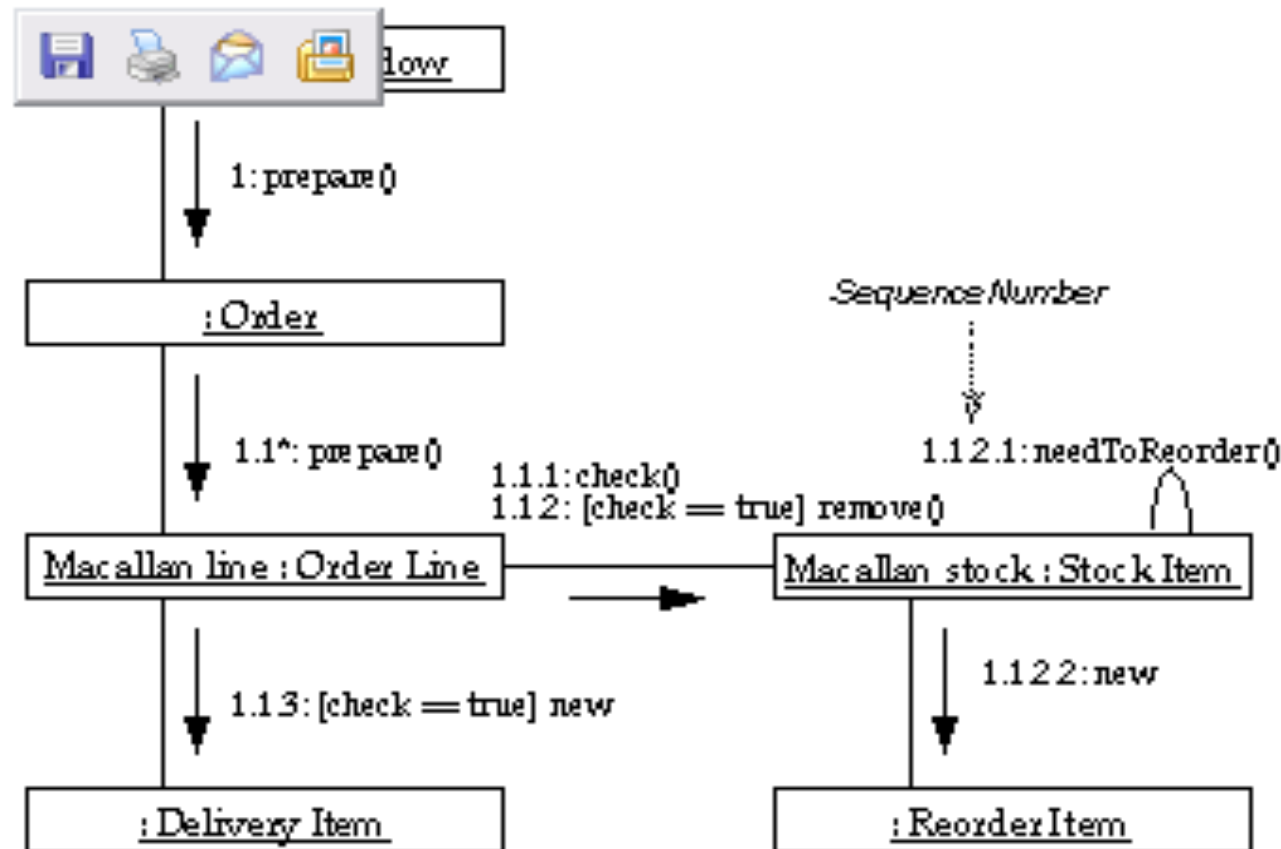 1: prepare()
:Order
Sequence Number
1.1*: prepare()
1.1.2.1: needToReorder()
1.1.1: check()
1.1.2: [check == true] remove()
Macallan line : Order Line
Macallan stock : Stock Item
1.1.2.2: new
1.1.3: [check == true] new
:Delivery Item
:Reorder Item